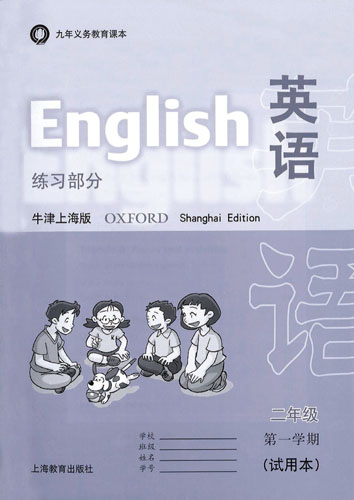 九年义务教育课本
英语
English
练习部分
牛津上海版 OXFORD Shanghai Edition
英语
二年级
第一学期
(试用本)
学校
班级
姓名
学号
上海教育出版社